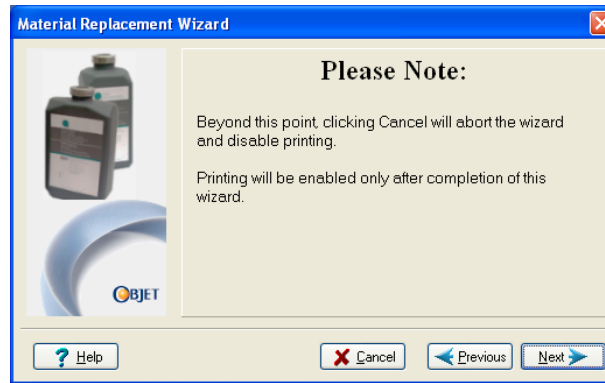 Material Replacement Wizard
Please Note:
Beyond this point, clicking Cancel will abort the wizard
and disable printing.
Printing will be enabled only after completion of this
wizard.
OBJET
Help
Cancel
Previous
Next